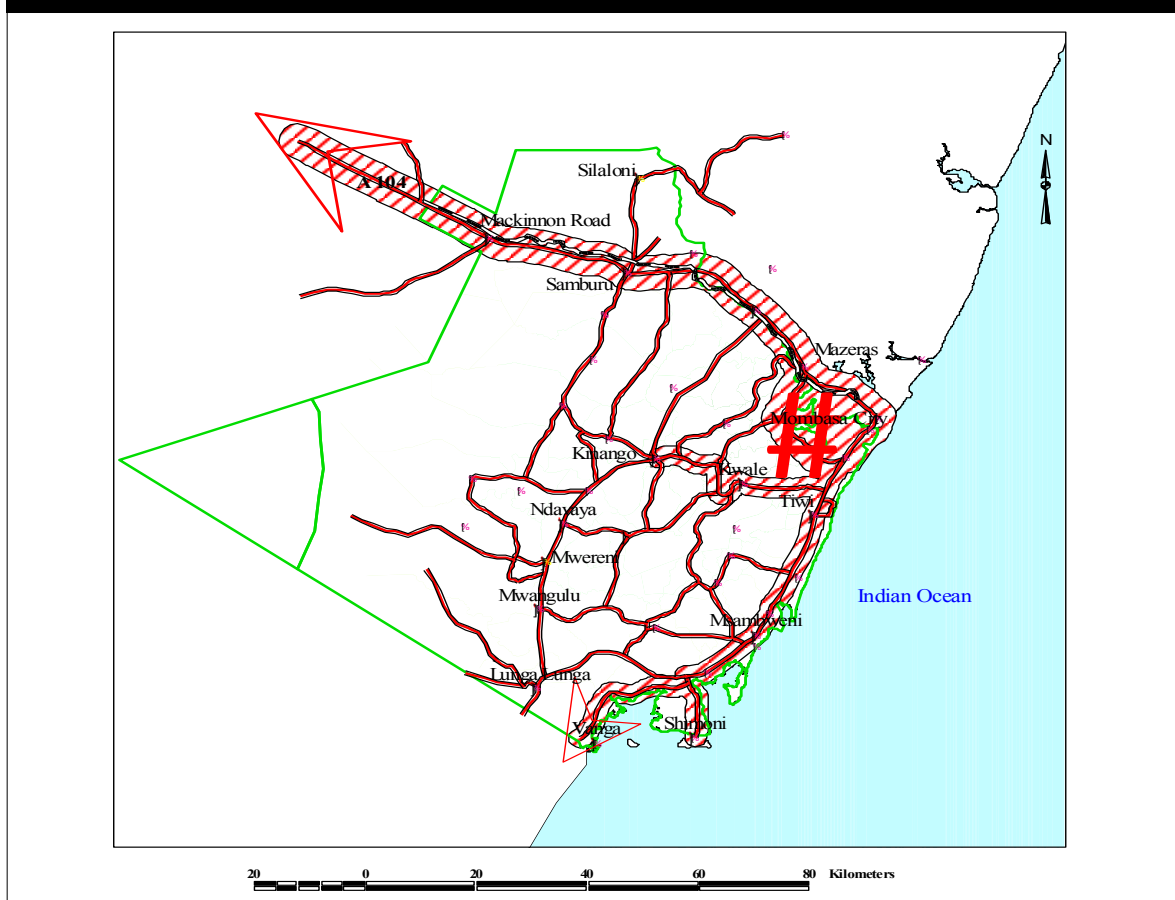 N
Silaloni
A 104
Mackinnon Road
Samburu
Mazeras
Mombasa City
Kinango
Kwale
Tiwi
Ndavaya
Mwereni
Indian Ocean
Mwangulu
Msambweni
Lunga Lunga
Shimoni
Vanga
20 0 20 40 60 80 Kilometers